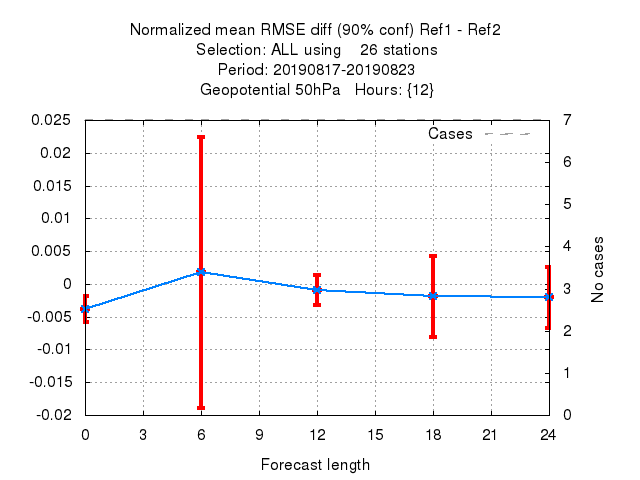 Normalized mean RMSE diff (90% conf) Ref1 - Ref2
Selection: ALL using    26 stations
Period: 20190817-20190823
Geopotential 50hPa   Hours: {12}
Cases
0.025
0.02
0.015
0.01
0.005
0
-0.005
-0.01
-0.015
-0.02
7
6
5
4
3
2
1
0
No cases
0 3 6 9 12 15 18 21 24
Forecast length